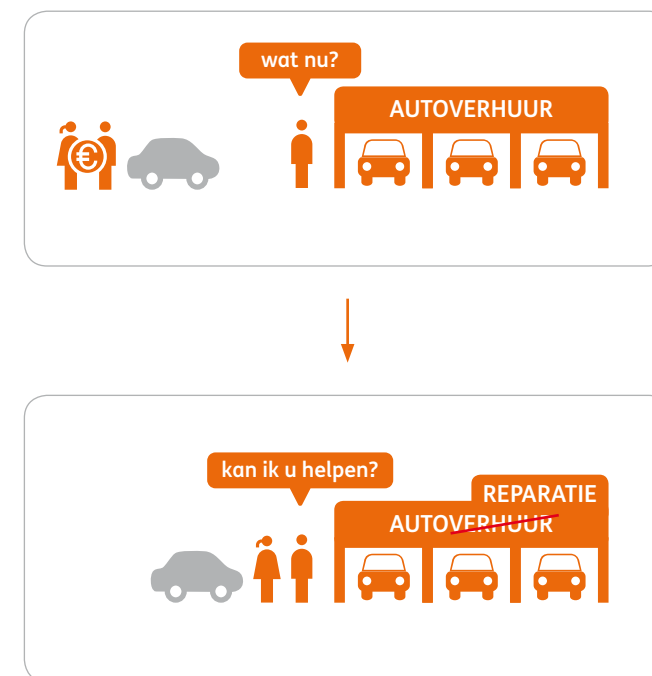 wat nu?
AUTOVERHUUR
€
kan ik u helpen?
REPARATIE
AUTOVERHUUR